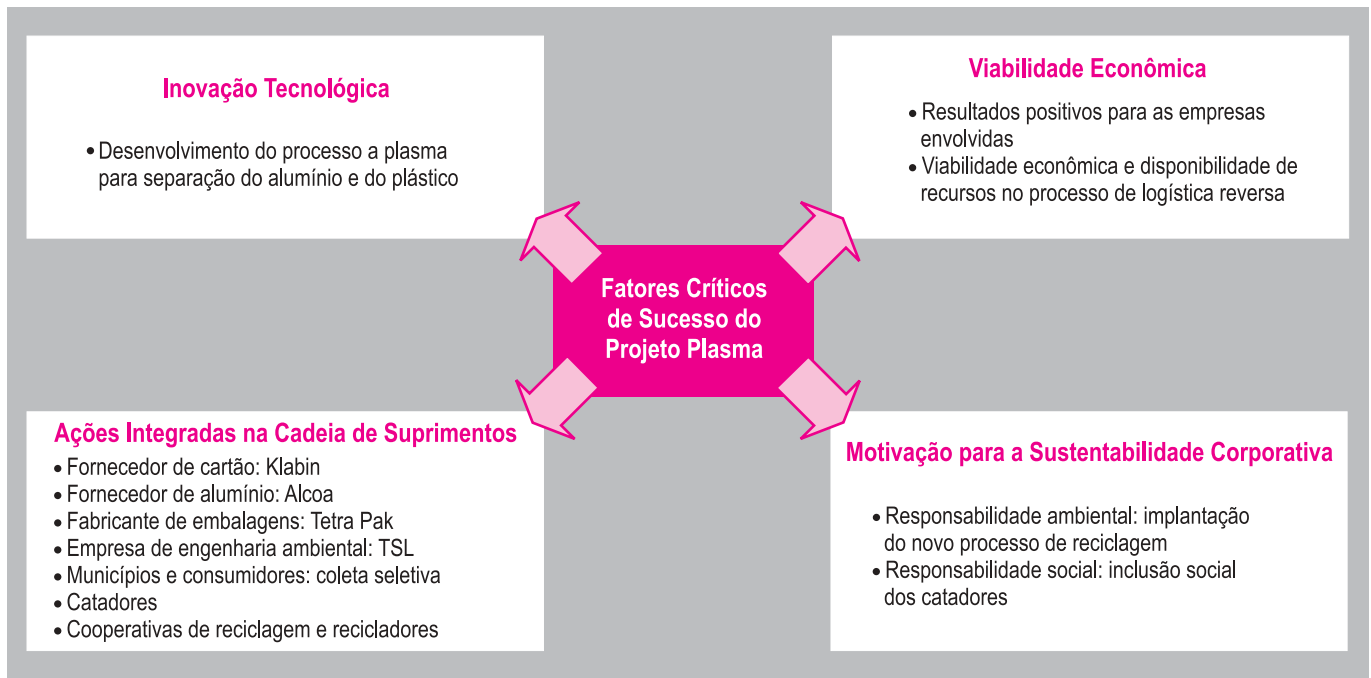 Inovação Tecnológica
• Desenvolvimento do processo a plasma
para separação do alumínio e do plástico
Viabilidade Econômica
• Resultados positivos para as empresas
envolvidas
• Viabilidade econômica e disponibilidade de
recursos no processo de logística reversa
Fatores Críticos
de Sucesso do
Projeto Plasma
Ações Integradas na Cadeia de Suprimentos
• Fornecedor de cartão: Klabin
• Fornecedor de alumínio: Alcoa
• Fabricante de embalagens: Tetra Pak
• Empresa de engenharia ambiental: TSL
• Municípios e consumidores: coleta seletiva
• Catadores
• Cooperativas de reciclagem e recicladores
Motivação para a Sustentabilidade Corporativa
• Responsabilidade ambiental: implantação
do novo processo de reciclagem
• Responsabilidade social: inclusão social
dos catadores